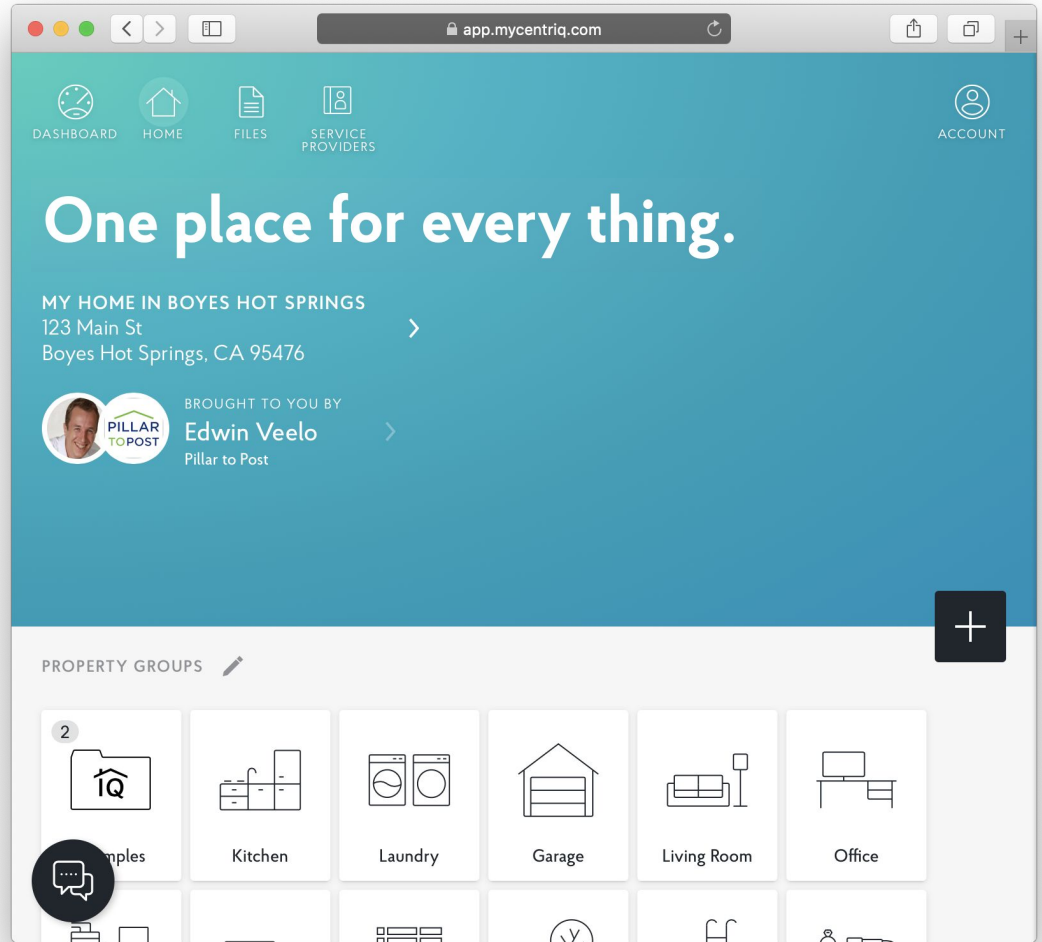 app.mycentriq.com
DASHBOARD
HOME
FILES
SERVICE
PROVIDERS
ACCOUNT
One place for every thing.
MY HOME IN BOYES HOT SPRINGS
123 Main St
Boyes Hot Springs, CA 95476
BROUGHT TO YOU BY
PILLAR
TOPOST
Edwin Veelo
Pillar to Post
PROPERTY GROUPS
2
IQ
mples
Kitchen
Laundry
Garage
Living Room
Office